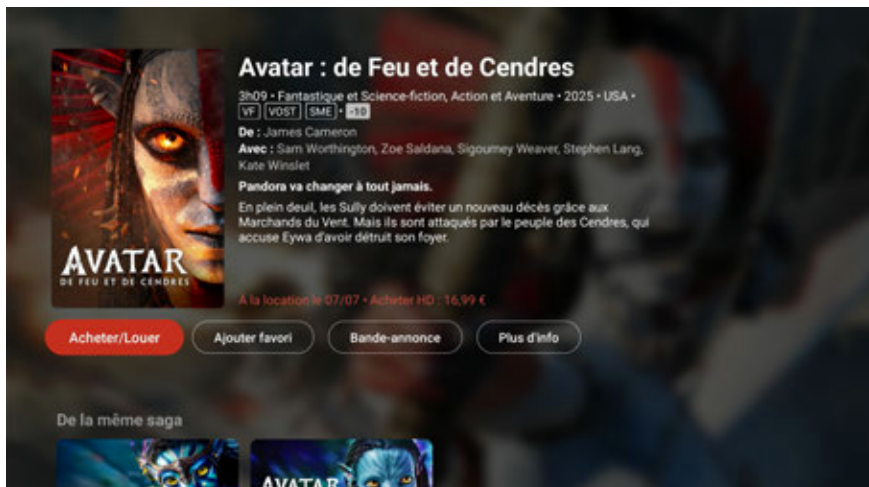 Avatar : de Feu et de Cendres
3h09 • Fantastique et Science-fiction, Action et Aventure • 2025 • USA •
VF VOST SME • -10
De : James Cameron
Avec : Sam Worthington, Zoe Saldana, Sigourney Weaver, Stephen Lang,
Kate Winslet
Pandora va changer à tout jamais.
En plein deuil, les Sully doivent éviter un nouveau décès grâce aux
Marchands du Vent. Mais ils sont attaqués par le peuple des Cendres, qui
accuse Eywa d'avoir détruit son foyer.
AVATAR
DE FEU ET DE CENDRES
A la location le 07/07 • Acheter HD : 16,99 €
Acheter/Louer
Ajouter favori
Bande-annonce
Plus d'info
De la même saga
AVATAR